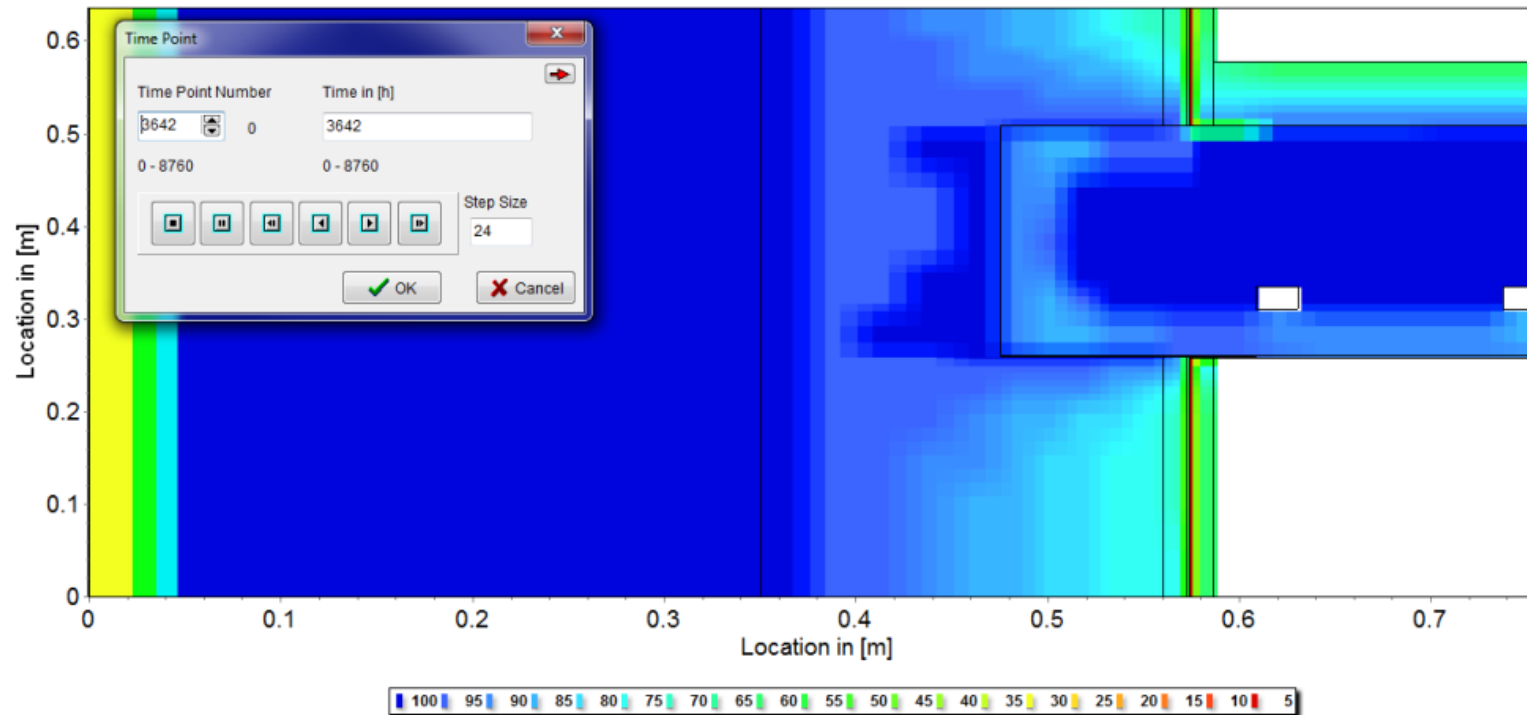 Time Point
Time Point Number
Time in [h]
3642
0
3642
0 - 8760
0 - 8760
Step Size
24
OK
Cancel
Location in [m]
0.6
0.5
0.4
0.3
0.2
0.1
0
0 0.1 0.2 0.3 0.4 0.5 0.6 0.7
Location in [m]
100 95 90 85 80 75 70 65 60 55 50 45 40 35 30 25 20 15 10 5